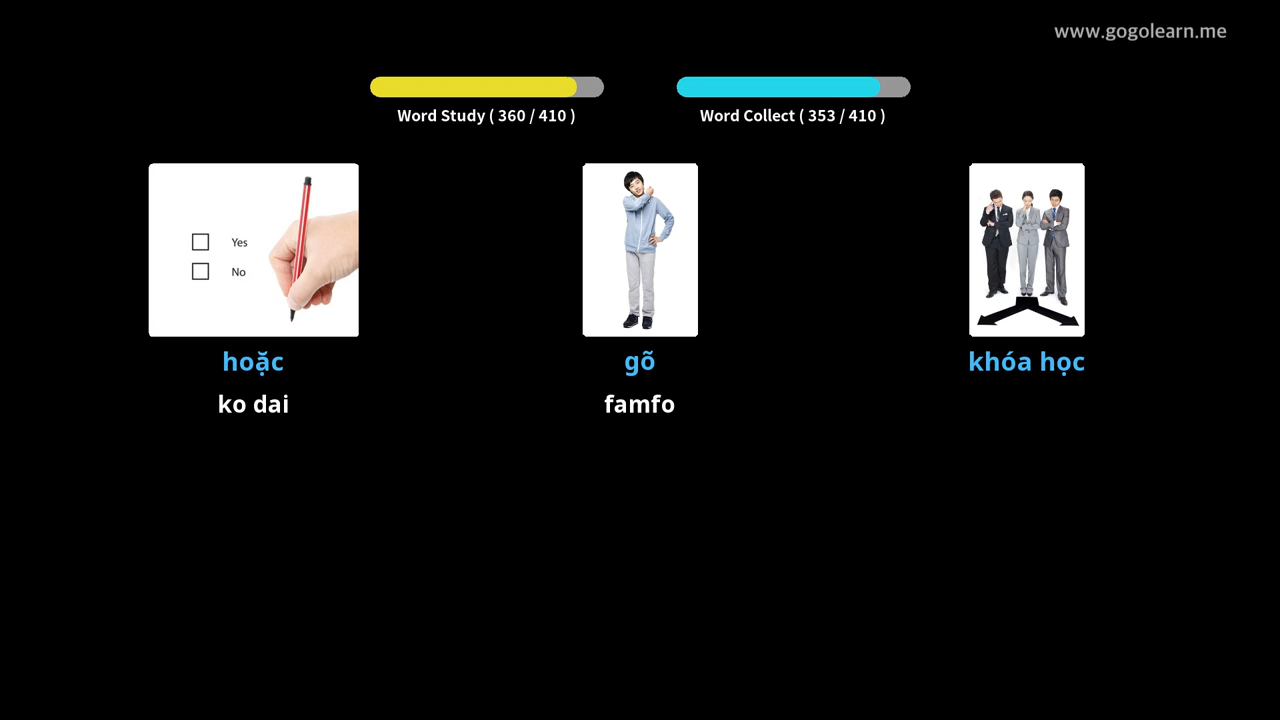 www.gogolearn.me
Word Study ( 360 / 410 )
Word Collect ( 353 / 410 )
Yes
No
hoặc
gõ
khóa học
ko dai
famfo